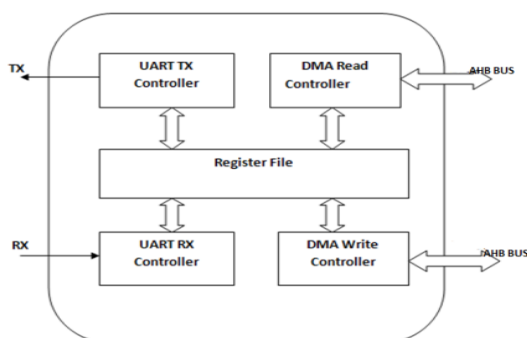 TX
UART TX
Controller
DMA Read
Controller
AHB BUS
Register File
RX
UART RX
Controller
DMA Write
Controller
AHB BUS